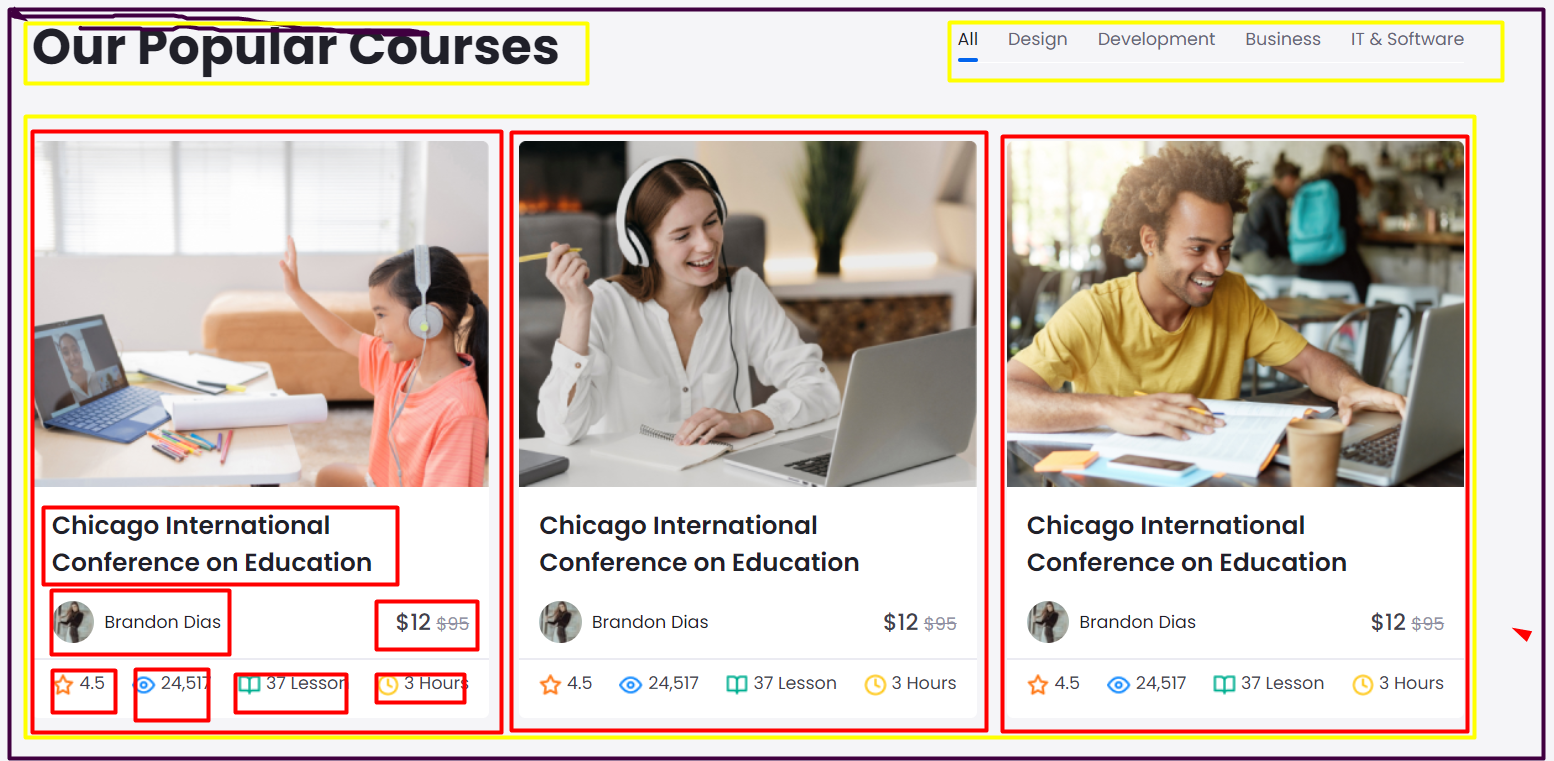 Our Popular Courses
All Design Development Business IT & Software
Chicago International
Conference on Education
Brandon Dias $12 $95
4.5 24,517 37 Lesson 3 Hours
Chicago International
Conference on Education
Brandon Dias $12 $95
4.5 24,517 37 Lesson 3 Hours
Chicago International
Conference on Education
Brandon Dias $12 $95
4.5 24,517 37 Lesson 3 Hours